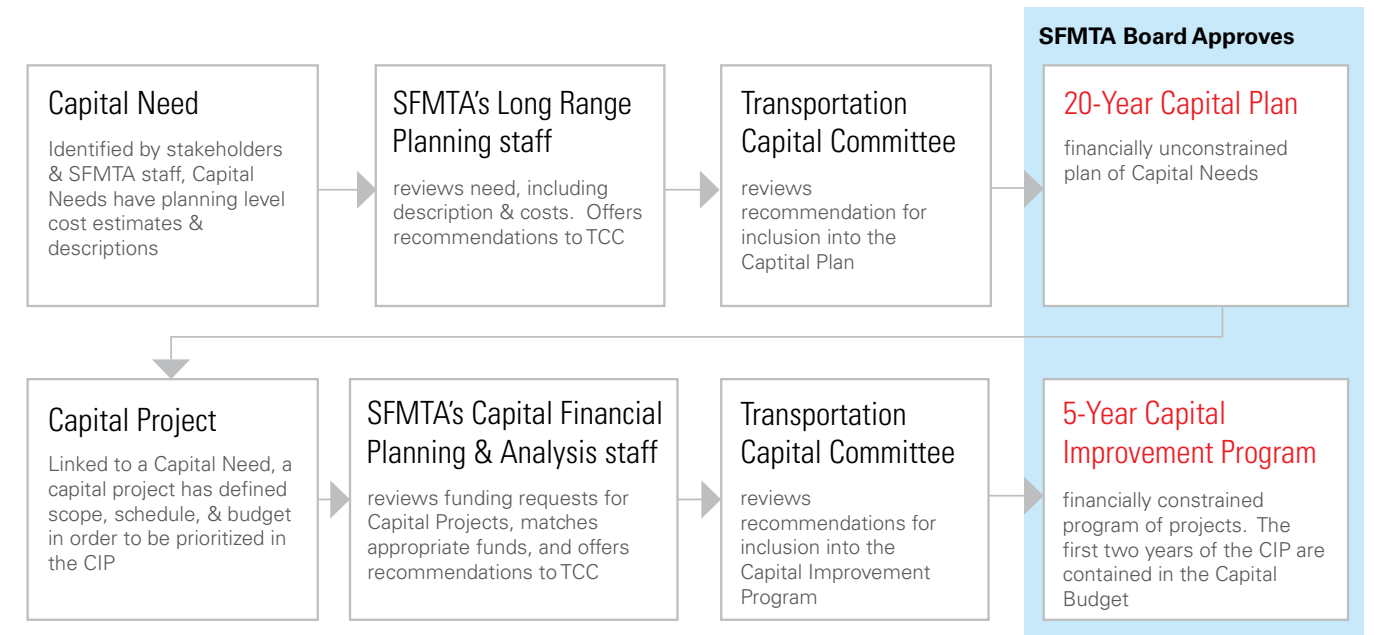 SFMTA Board Approves
Capital Need
Identified by stakeholders
& SFMTA staff, Capital
Needs have planning level
cost estimates &
descriptions
SFMTA's Long Range
Planning staff
reviews need, including
description & costs.  Offers
recommendations to TCC
Transportation
Capital Committee
reviews
recommendation for
inclusion into the
Captital Plan
20-Year Capital Plan
financially unconstrained
plan of Capital Needs
Capital Project
Linked to a Capital Need, a
capital project has defined
scope, schedule, & budget
in order to be prioritized in
the CIP
SFMTA's Capital Financial
Planning & Analysis staff
reviews funding requests for
Capital Projects, matches
appropriate funds, and offers
recommendations to TCC
Transportation
Capital Committee
reviews
recommendations for
inclusion into the
Capital Improvement
Program
5-Year Capital
Improvement Program
financially constrained
program of projects.  The
first two years of the CIP are
contained in the Capital
Budget